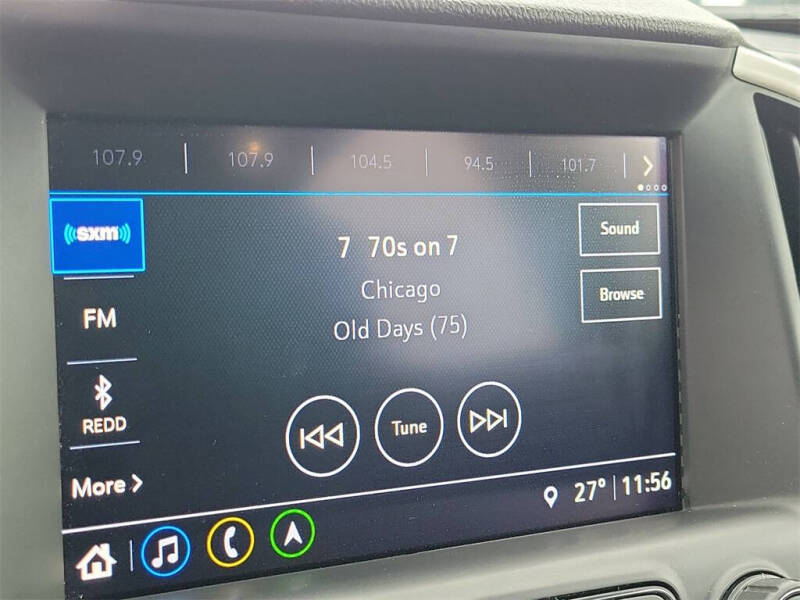 107.9 107.9 104.5 94.5 101.7
sxm
7 70s on 7
Sound
Chicago
Browse
FM
Old Days (75)
REDD
Tune
More
27° 11:56